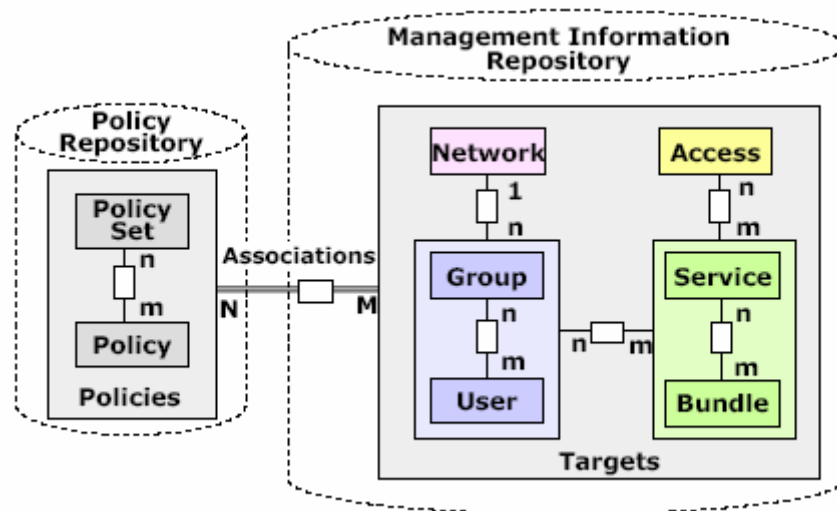 Management Information
Repository
Policy
Repository
Network
Access
Policy
Set
1
n
n
m
n
Associations
n
m
Group
Service
N
M
n
m
n
m
n
m
Policy
User
Bundle
Policies
Targets